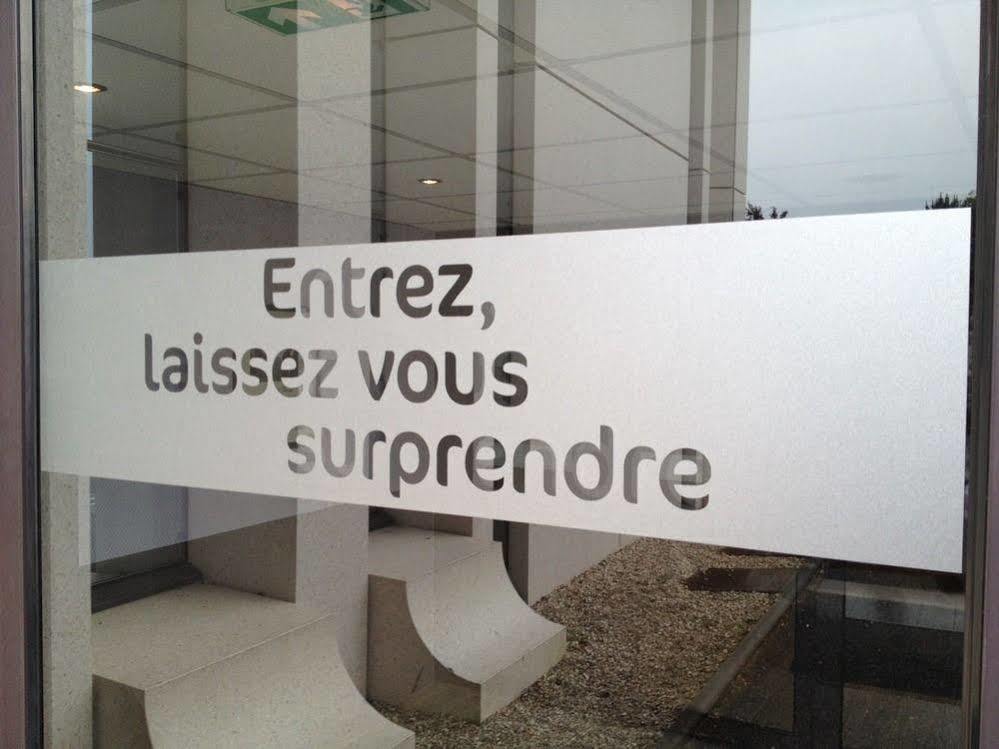 Entrez,
laissez vous
surprendre